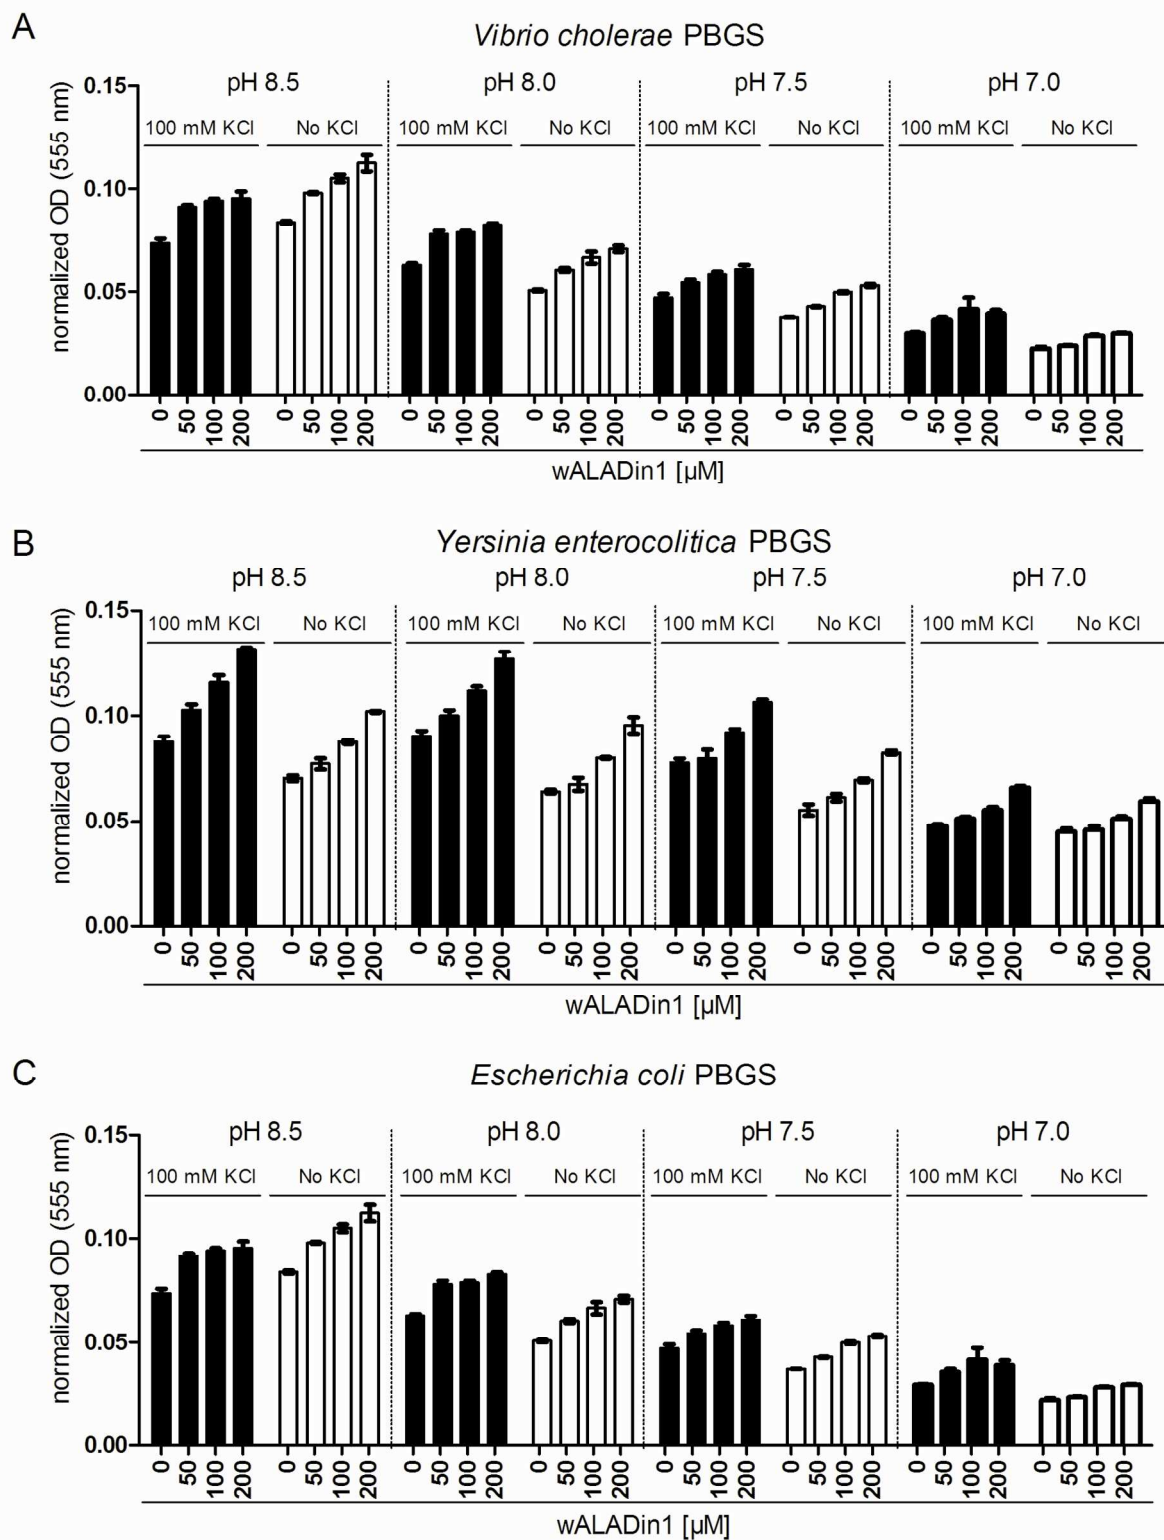 A
Vibrio cholerae PBGS
pH 8.5 pH 8.0 pH 7.5 pH 7.0
100 mM KCl No KCl 100 mM KCl No KCl 100 mM KCl No KCl 100 mM KCl No KCl
normalized OD (555 nm)
0.15
0.10
0.05
0.00
0 50 100 200 0 50 100 200 0 50 100 200 0 50 100 200 0 50 100 200 0 50 100 200 0 50 100 200 0 50 100 200
wALADin1 [µM]
B
Yersinia enterocolitica PBGS
pH 8.5 pH 8.0 pH 7.5 pH 7.0
100 mM KCl No KCl 100 mM KCl No KCl 100 mM KCl No KCl 100 mM KCl No KCl
normalized OD (555 nm)
0.15
0.10
0.05
0.00
0 50 100 200 0 50 100 200 0 50 100 200 0 50 100 200 0 50 100 200 0 50 100 200 0 50 100 200 0 50 100 200
wALADin1 [µM]
C
Escherichia coli PBGS
pH 8.5 pH 8.0 pH 7.5 pH 7.0
100 mM KCl No KCl 100 mM KCl No KCl 100 mM KCl No KCl 100 mM KCl No KCl
normalized OD (555 nm)
0.15
0.10
0.05
0.00
0 50 100 200 0 50 100 200 0 50 100 200 0 50 100 200 0 50 100 200 0 50 100 200 0 50 100 200 0 50 100 200
wALADin1 [µM]